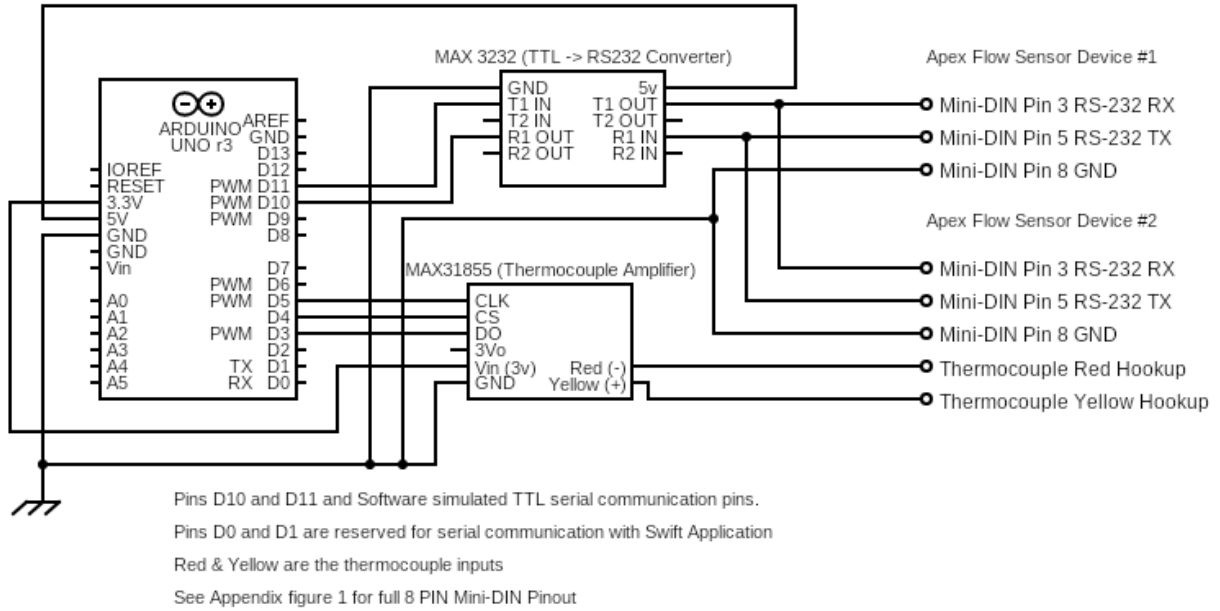 MAX 3232 (TTL -> RS232 Converter)
GND 5v
T1 IN T1 OUT
T2 IN T2 OUT
R1 OUT R1 IN
R2 OUT R2 IN
ARDUINO
UNO r3
AREF
GND
D13
D12
PWM D11
PWM D10
PWM D9
D8
D7
PWM D6
PWM D5
D4
PWM D3
D2
TX D1
RX D0
IOREF
RESET
3.3V
5V
GND
GND
Vin
A0
A1
A2
A3
A4
A5
MAX31855 (Thermocouple Amplifier)
CLK
CS
DO
3Vo
Vin (3v) Red (-)
GND Yellow (+)
Apex Flow Sensor Device #1
Mini-DIN Pin 3 RS-232 RX
Mini-DIN Pin 5 RS-232 TX
Mini-DIN Pin 8 GND
Apex Flow Sensor Device #2
Mini-DIN Pin 3 RS-232 RX
Mini-DIN Pin 5 RS-232 TX
Mini-DIN Pin 8 GND
Thermocouple Red Hookup
Thermocouple Yellow Hookup
Pins D10 and D11 and Software simulated TTL serial communication pins.
Pins D0 and D1 are reserved for serial communication with Swift Application
Red & Yellow are the thermocouple inputs
See Appendix figure 1 for full 8 PIN Mini-DIN Pinout